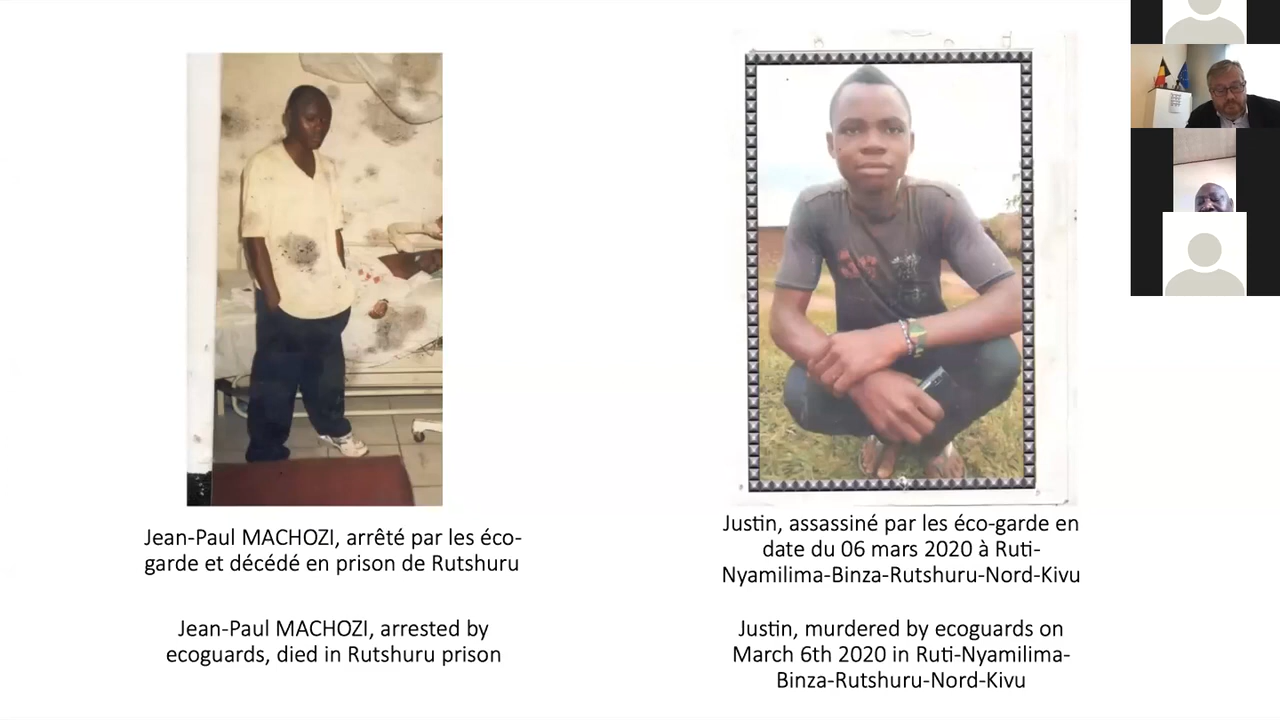 Jean-Paul MACHOZI, arrêté par les éco-
garde et décédé en prison de Rutshuru
Jean-Paul MACHOZI, arrested by
ecoguards, died in Rutshuru prison
Justin, assassiné par les éco-garde en
date du 06 mars 2020 à Ruti-
Nyamilima-Binza-Rutshuru-Nord-Kivu
Justin, murdered by ecoguards on
March 6th 2020 in Ruti-Nyamilima-
Binza-Rutshuru-Nord-Kivu